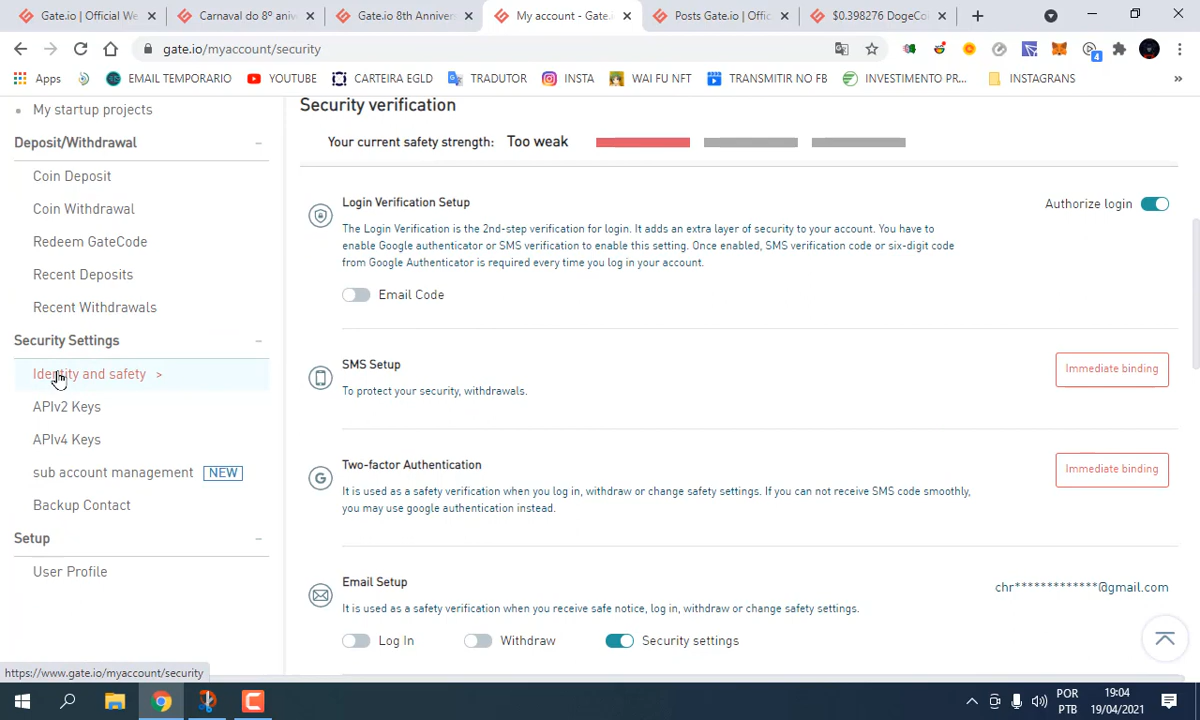 Gate.io | Official We
Carnaval do 8º aniv
Gate.io 8th Annivers
My account - Gate.
Posts Gate.io | Ofic
$0.398276 DogeCo
gate.io/myaccount/security
4
Apps
EMAIL TEMPORARIO
YOUTUBE
CARTEIRA EGLD
TRADUTOR
INSTA
WAI FU NFT
TRANSMITIR NO FB
INVESTIMENTO PR...
INSTAGRANS
»
My startup projects
Deposit/Withdrawal
Coin Deposit
Coin Withdrawal
Redeem GateCode
Recent Deposits
Recent Withdrawals
Security Settings
Identity and safety >
APIv2 Keys
APIv4 Keys
sub account management NEW
Backup Contact
Setup
User Profile
Security verification
Your current safety strength: Too weak
Login Verification Setup
Authorize login
The Login Verification is the 2nd-step verification for login. It adds an extra layer of security to your account. You have to
enable Google authenticator or SMS verification to enable this setting. Once enabled, SMS verification code or six-digit code
from Google Authenticator is required every time you log in your account.
Email Code
SMS Setup
Immediate binding
To protect your security, withdrawals.
Two-factor Authentication
Immediate binding
It is used as a safety verification when you log in, withdraw or change safety settings. If you can not receive SMS code smoothly,
you may use google authentication instead.
Email Setup
chr*************@gmail.com
It is used as a safety verification when you receive safe notice, log in, withdraw or change safety settings.
Log In
Withdraw
Security settings
https://www.gate.io/myaccount/security
POR
PTB
19:04
19/04/2021